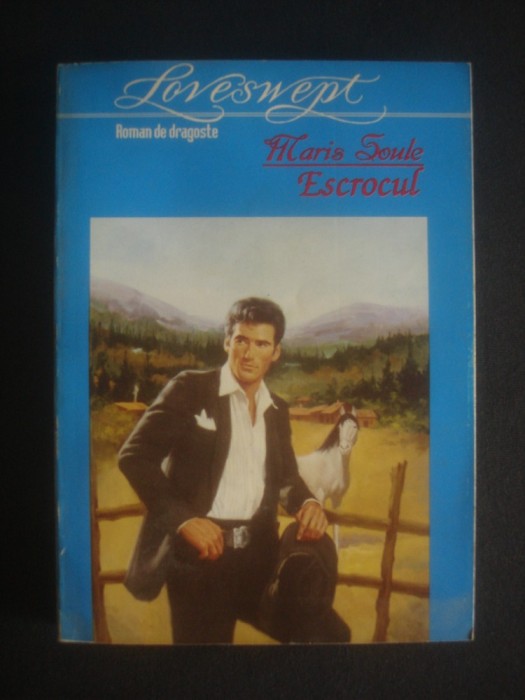 Loveswept
Roman de dragoste
Maris Soule
Escrocul